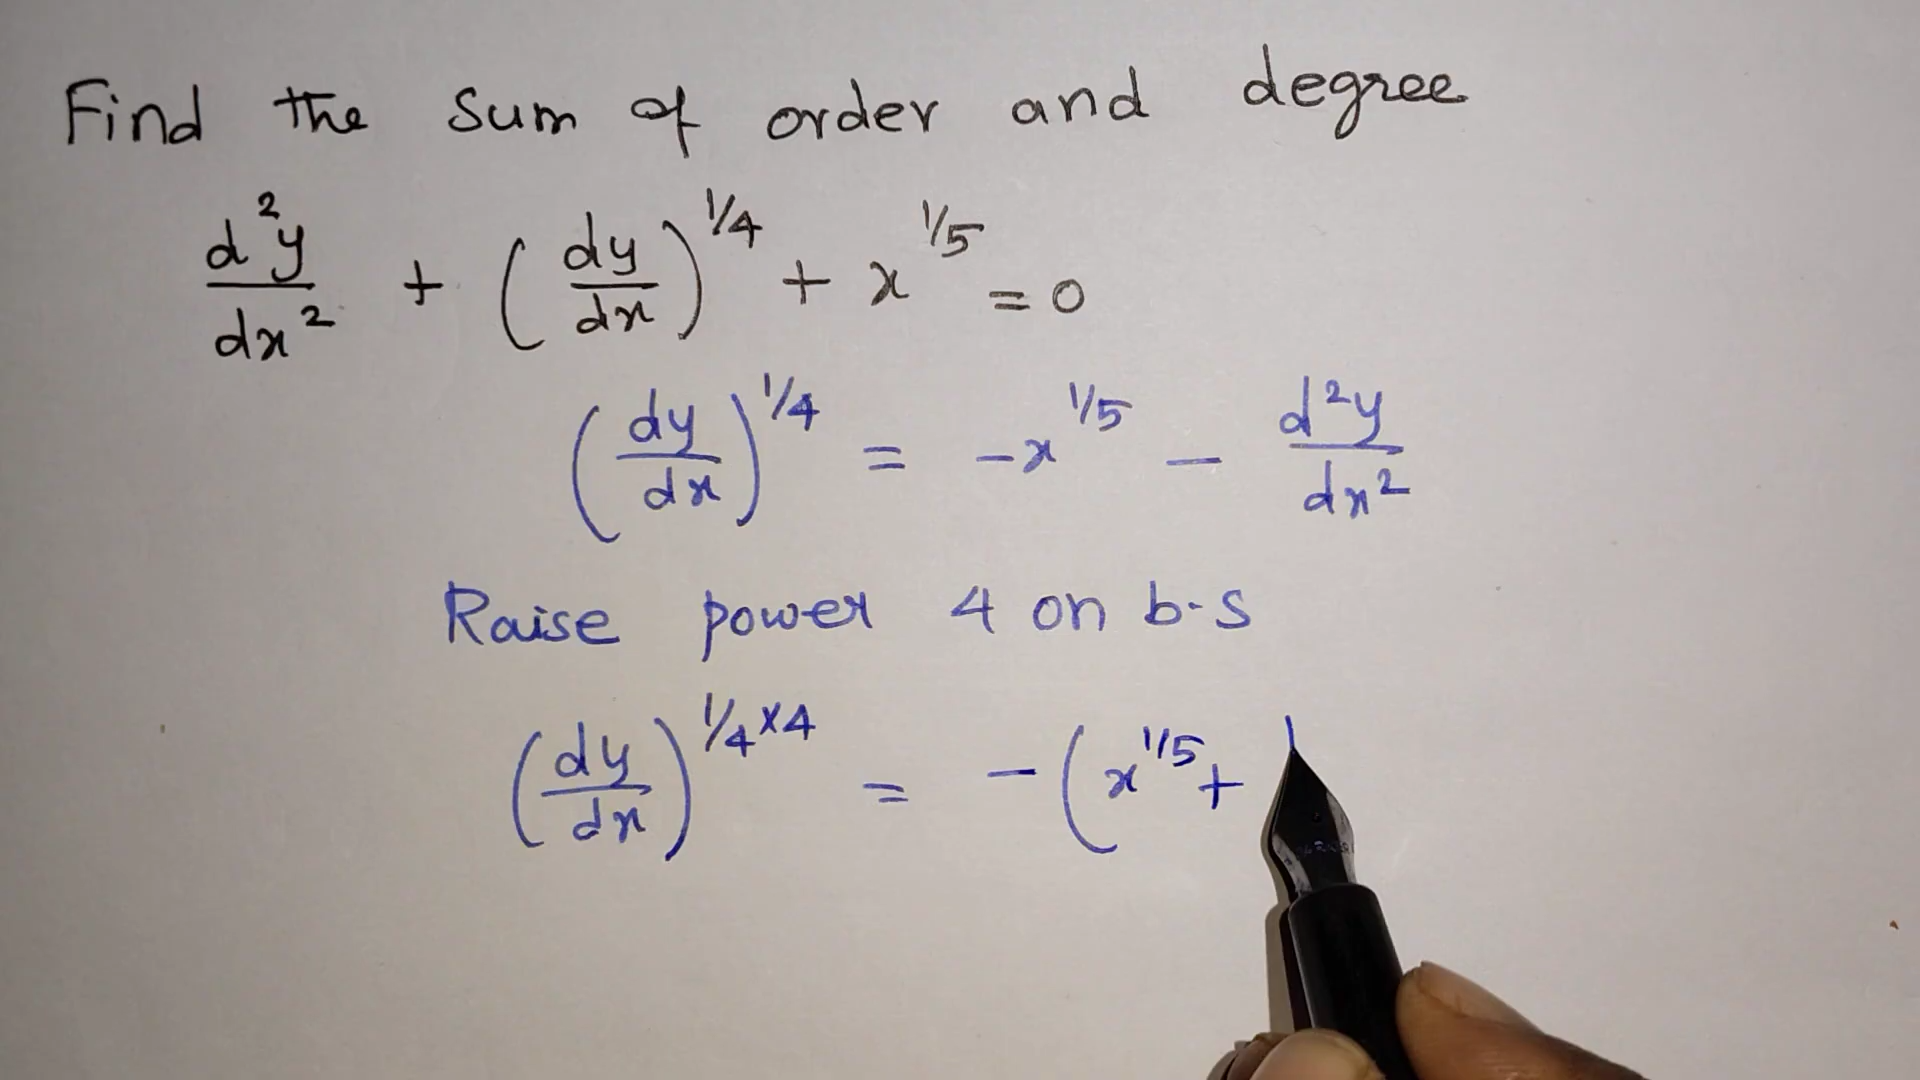 Find the sum of order and degree
d²y/dx² + (dy/dx)^1/4 + x^1/5 = 0
(dy/dx)^1/4 = -x^1/5 - d²y/dx²
Raise power 4 on b-s
(dy/dx)^1/4×4 = -(x^1/5 +